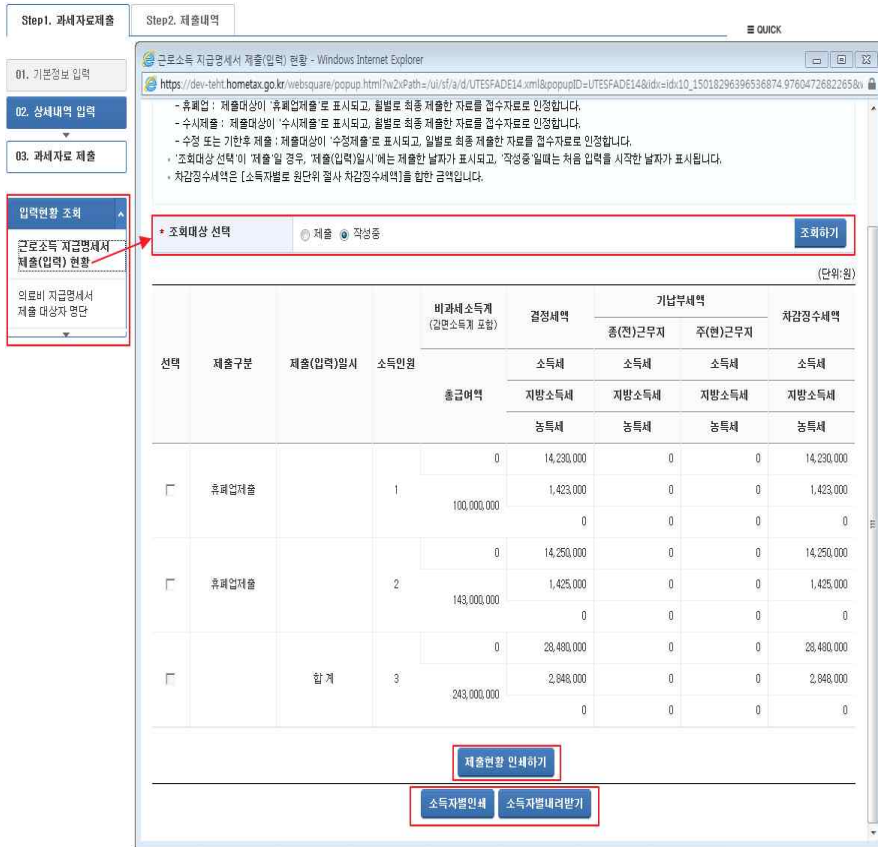 Step1. 과세자료제출
Step2. 제출내역
≡ QUICK
01. 기본정보 입력
02. 상세내역 입력
03. 과세자료 제출
입력현황 조회
근로소득 지급명세서
제출(입력) 현황
의료비 지급명세서
제출 대상자 명단
근로소득 지급명세서 제출(입력) 현황 - Windows Internet Explorer
https://dev-teht.hometax.go.kr/websquare/popup.html?w2xPath=/ui/sf/a/d/UTESFADE14.xml&popupID=UTESFADE14&idx=idx10_15018296396536874.9760472682265&
- 휴폐업 : 제출대상이 '휴폐업제출'로 표시되고, 월별로 최종 제출한 자료를 접수자료로 인정합니다.
- 수시제출 : 제출대상이 '수시제출'로 표시되고, 월별로 최종 제출한 자료를 접수자료로 인정합니다.
- 수정 또는 기한후 제출 : 제출대상이 '수정제출'로 표시되고, 일별로 최종 제출한 자료를 접수자료로 인정합니다.
'조회대상 선택'이 '제출'일 경우, '제출(입력)일시'에는 제출한 날짜가 표시되고, '작성중'일때는 처음 입력을 시작한 날짜가 표시됩니다.
차감징수세액은 [소득자별로 원단위 절사 차감징수세액]을 합한 금액입니다.
* 조회대상 선택 제출 작성중 조회하기
(단위:원)
선택 제출구분 제출(입력)일시 소득인원 비과세소득계 (감면소득계 포함) 결정세액 기납부세액 차감징수세액
종(전)근무지 주(현)근무지
총급여액 소득세 소득세 소득세 소득세
지방소득세 지방소득세 지방소득세 지방소득세
농특세 농특세 농특세 농특세
0 14,230,000 0 0 14,230,000
휴폐업제출 1 100,000,000 1,423,000 0 0 1,423,000
0 0 0 0
0 14,250,000 0 0 14,250,000
휴폐업제출 2 143,000,000 1,425,000 0 0 1,425,000
0 0 0 0
0 28,480,000 0 0 28,480,000
합 계 3 243,000,000 2,848,000 0 0 2,848,000
0 0 0 0
제출현황 인쇄하기
소득자별인쇄 소득자별내려받기